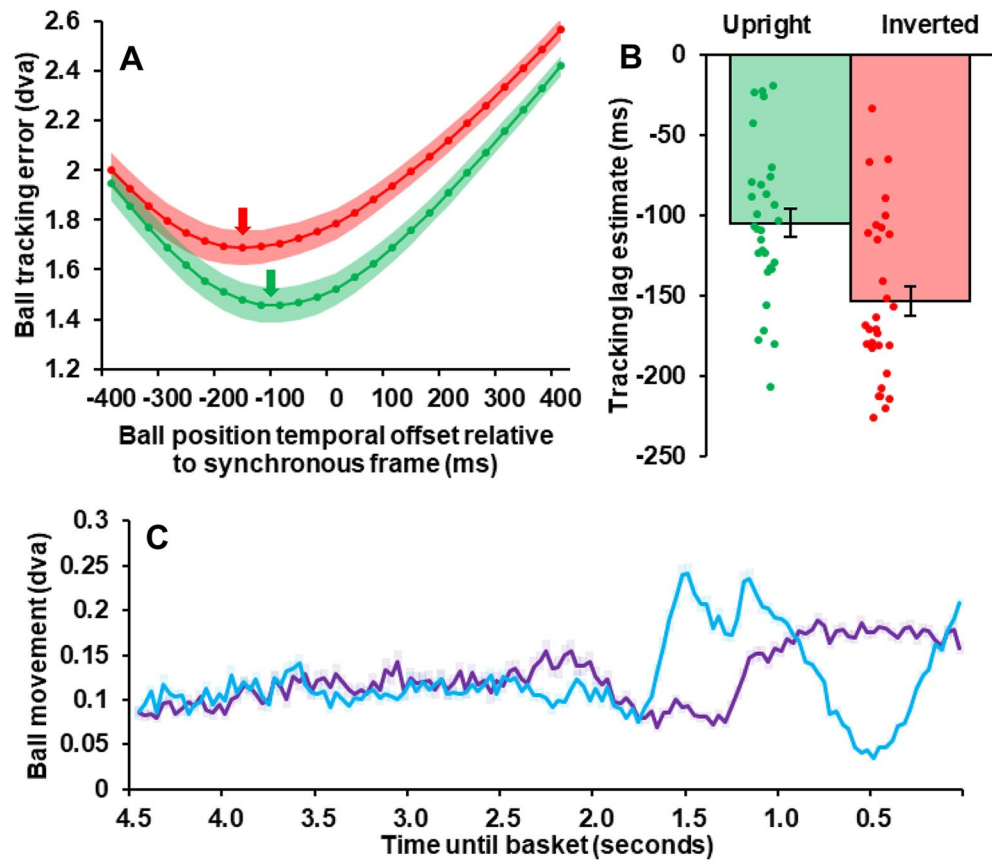 A
Ball tracking error (dva)
2.6
2.4
2.2
2
1.8
1.6
1.4
1.2
-400 -300 -200 -100 0 100 200 300 400
Ball position temporal offset relative
to synchronous frame (ms)
Upright Inverted
B
Tracking lag estimate (ms)
0
-50
-100
-150
-200
-250
C
Ball movement (dva)
0.3
0.25
0.2
0.15
0.1
0.05
0
4.5 4.0 3.5 3.0 2.5 2.0 1.5 1.0 0.5
Time until basket (seconds)